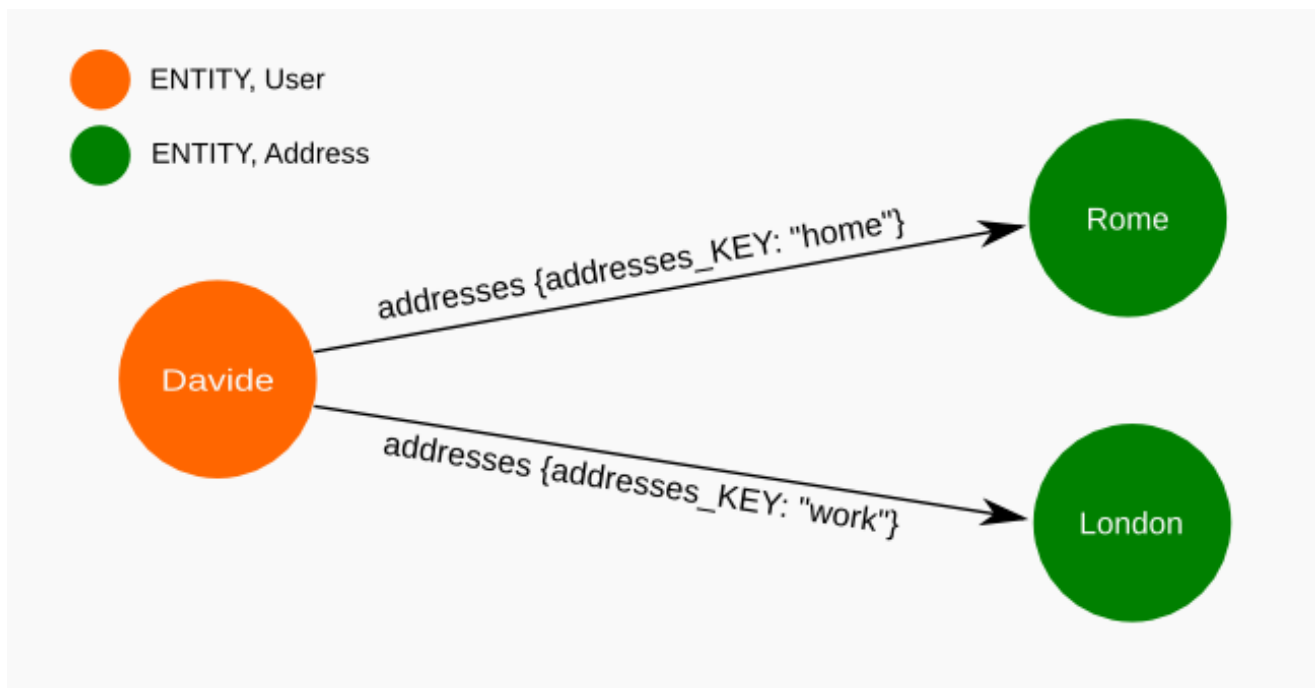 ENTITY, User
ENTITY, Address
addresses {addresses_KEY: "home"}
Rome
Davide
addresses {addresses_KEY: "work"}
London